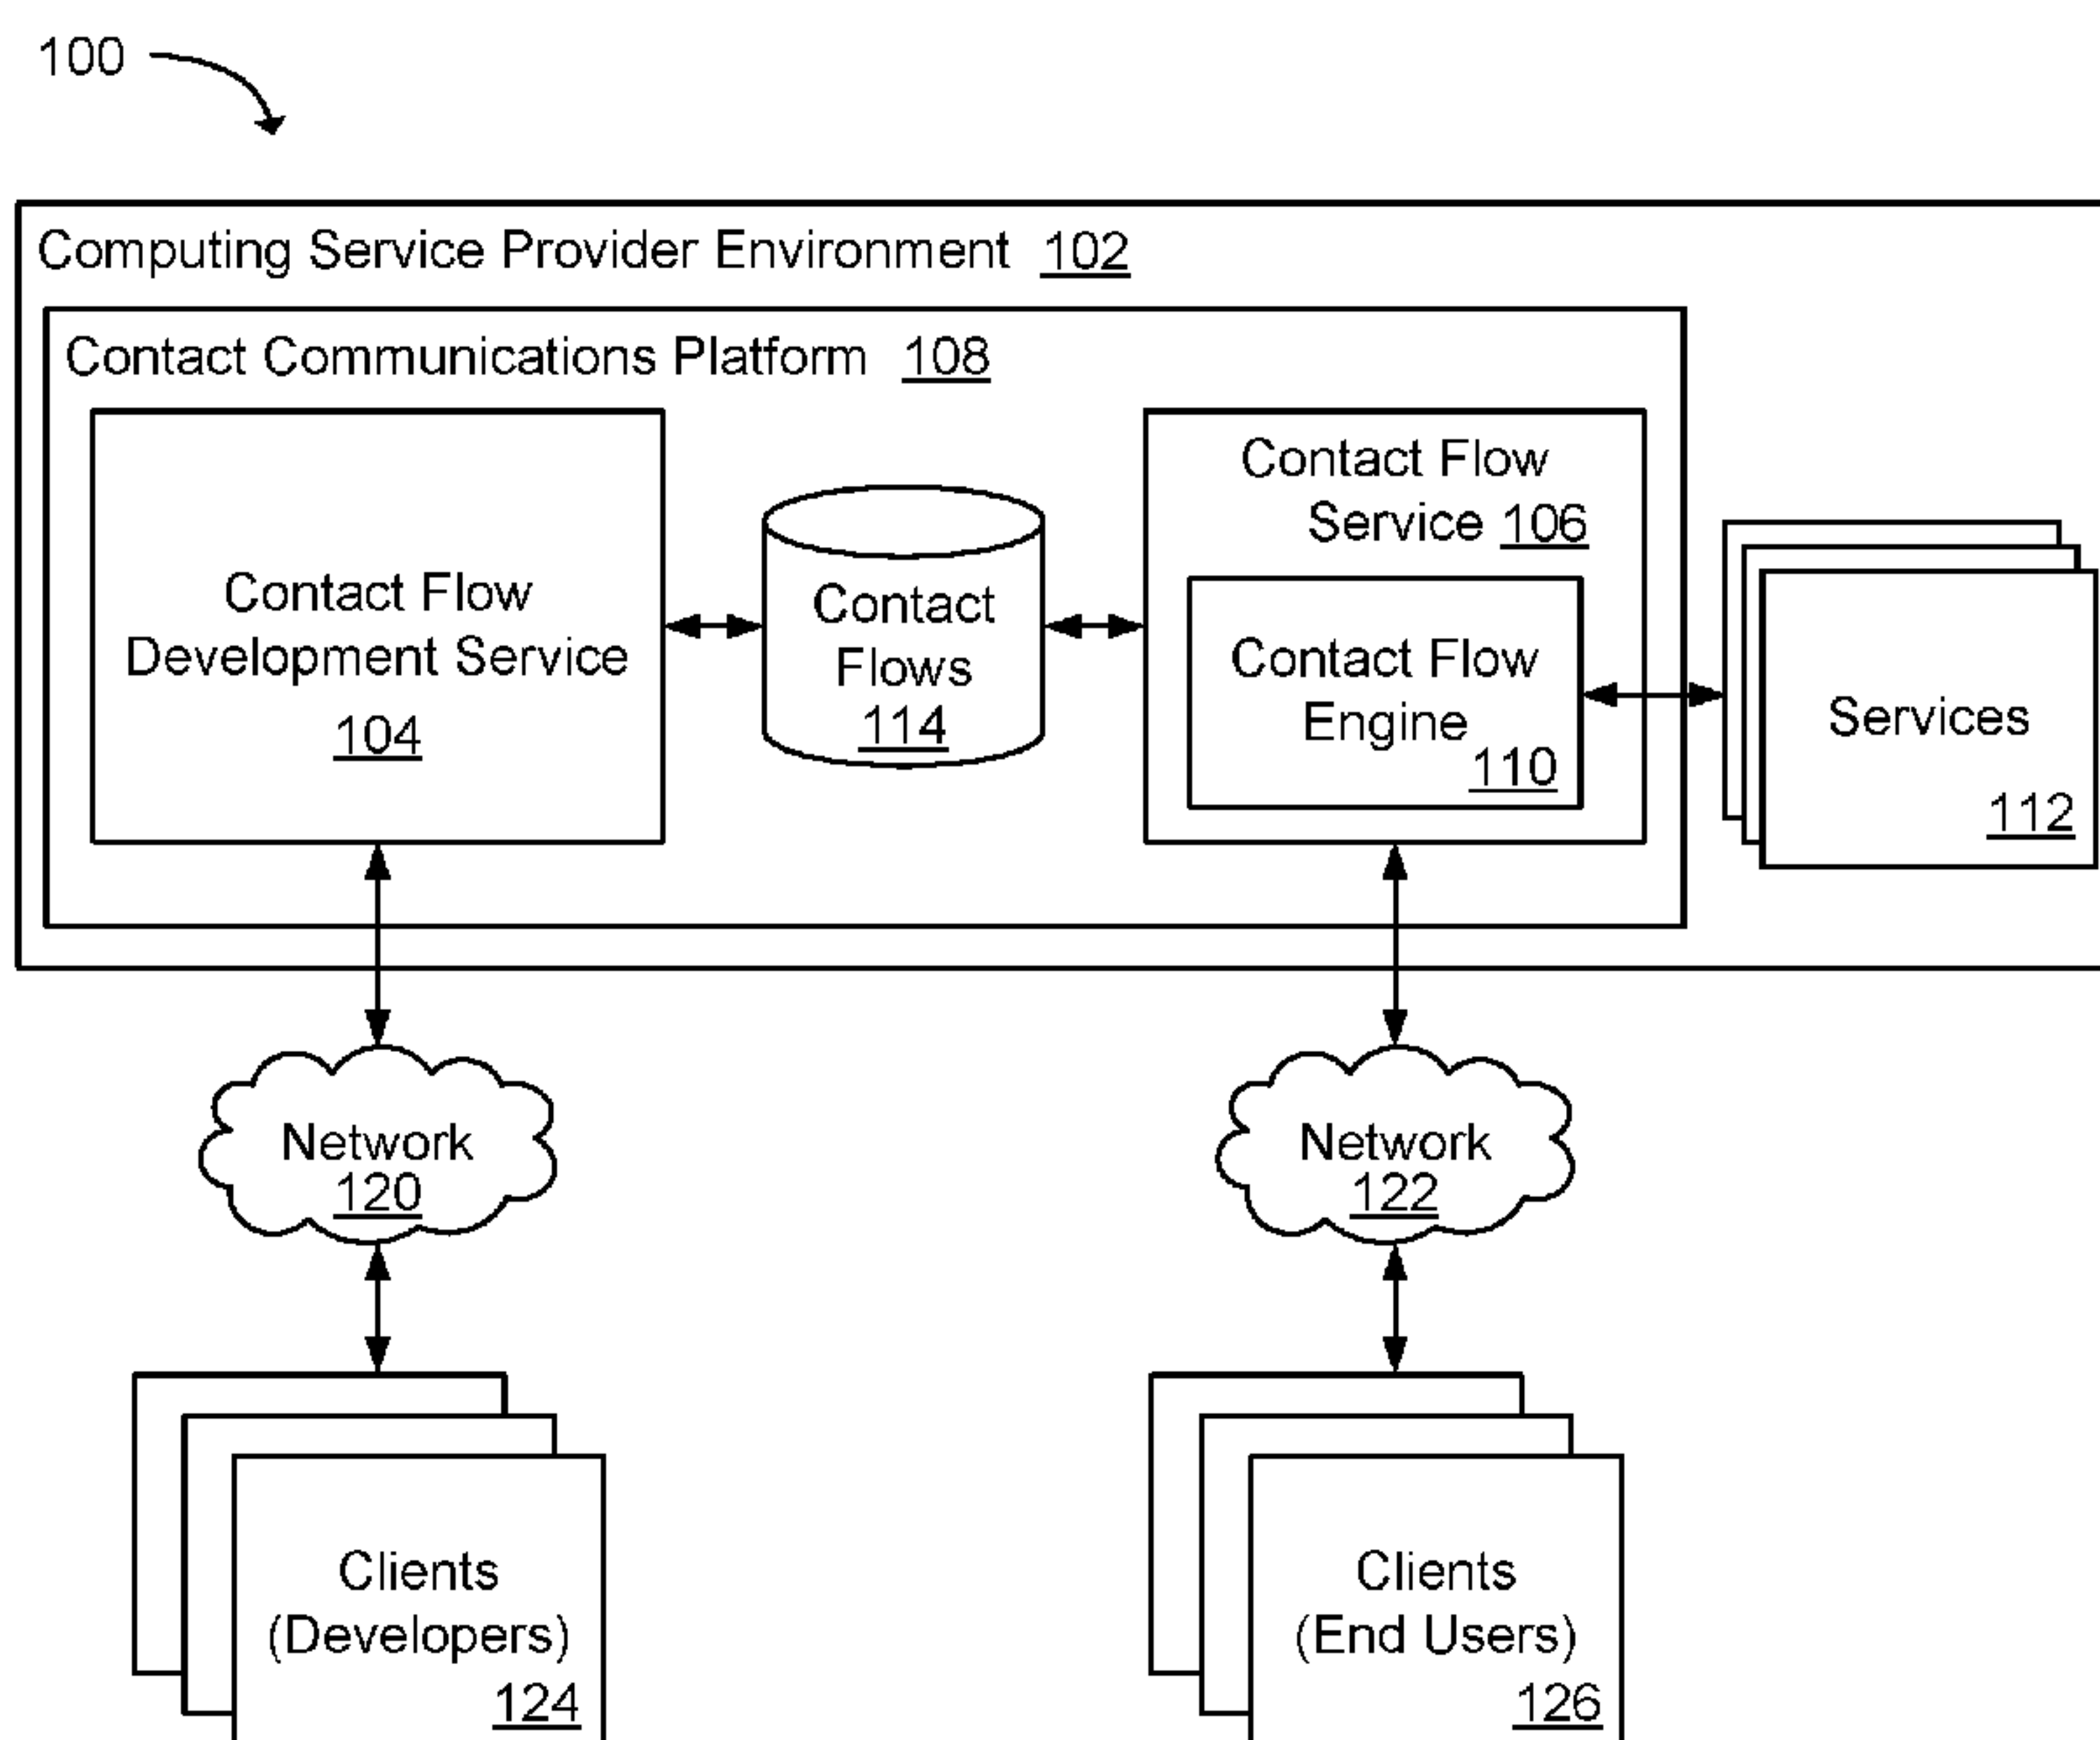 100
Computing Service Provider Environment 102
Contact Communications Platform 108
Contact Flow
Development Service
104
Contact
Flows
114
Contact Flow
Service 106
Contact Flow
Engine
110
Services
112
Network
120
Network
122
Clients
(Developers)
124
Clients
(End Users)
126